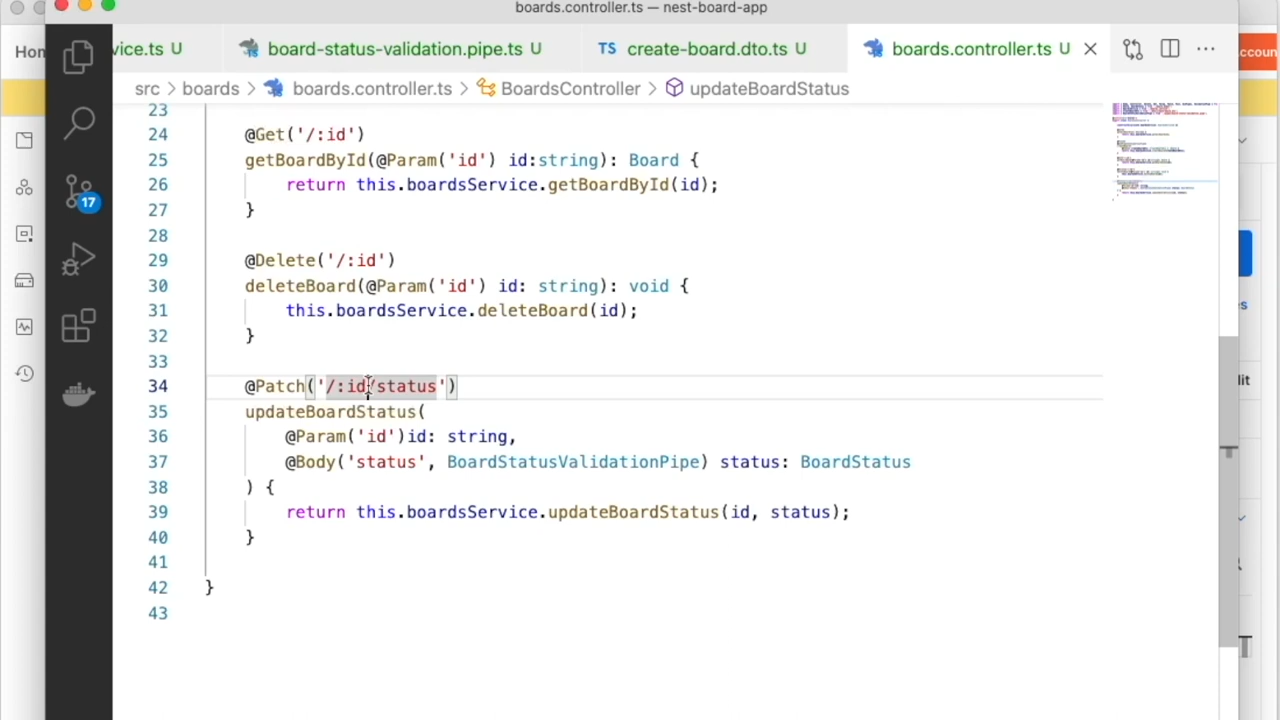 boards.controller.ts — nest-board-app
Hom
vice.ts U
board-status-validation.pipe.ts U
TS create-board.dto.ts U
boards.controller.ts U
ccoun
src > boards > boards.controller.ts > BoardsController > updateBoardStatus
23
24 @Get('/:id')
25 getBoardById(@Param('id') id:string): Board {
26 return this.boardsService.getBoardById(id);
27 }
28
29 @Delete('/:id')
30 deleteBoard(@Param('id') id: string): void {
31 this.boardsService.deleteBoard(id);
32 }
33
34 @Patch('/:id/status')
35 updateBoardStatus(
36 @Param('id')id: string,
37 @Body('status', BoardStatusValidationPipe) status: BoardStatus
38 ) {
39 return this.boardsService.updateBoardStatus(id, status);
40 }
41
42 }
43
17
s
lit